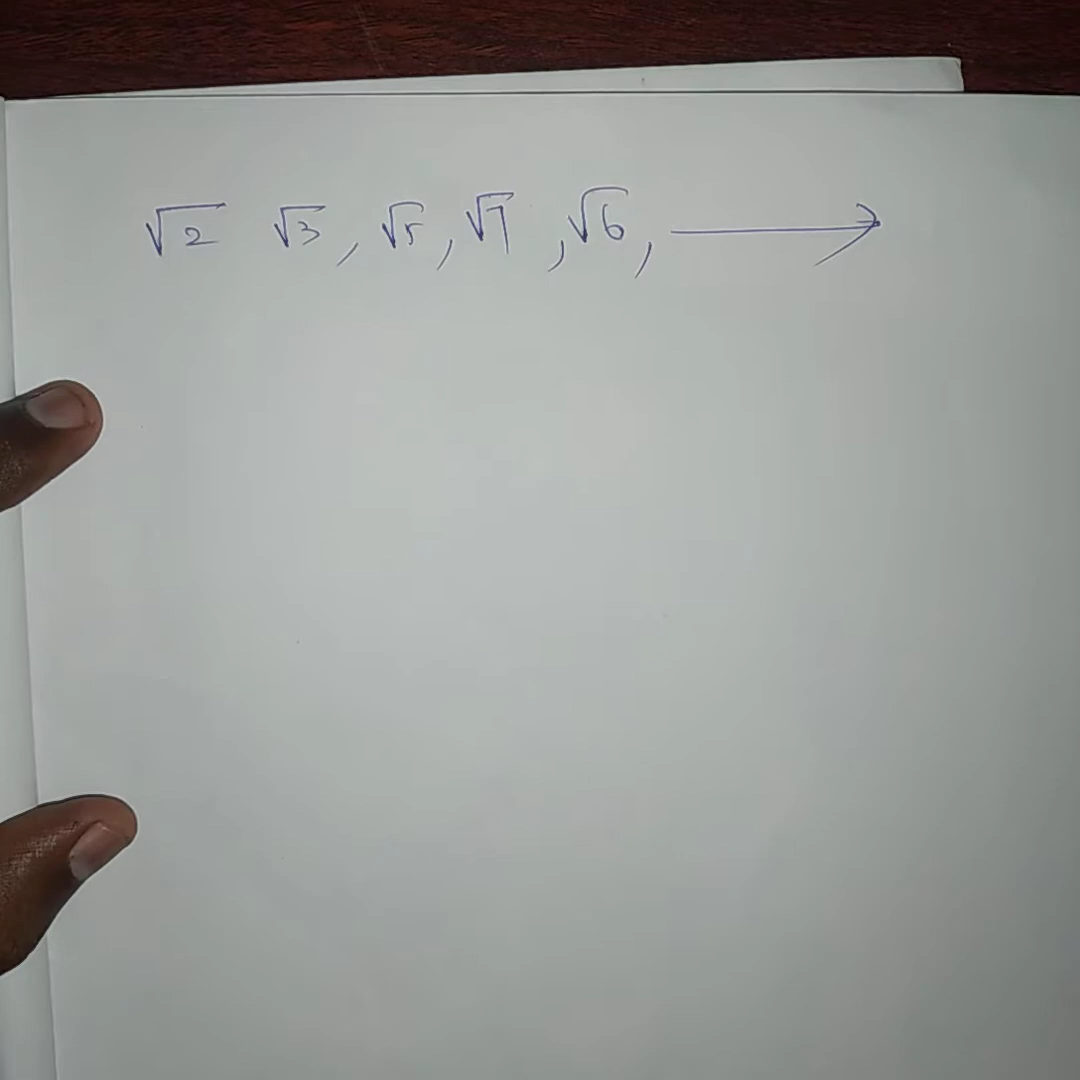 √2 √3, √5, √7, √6, ⟶